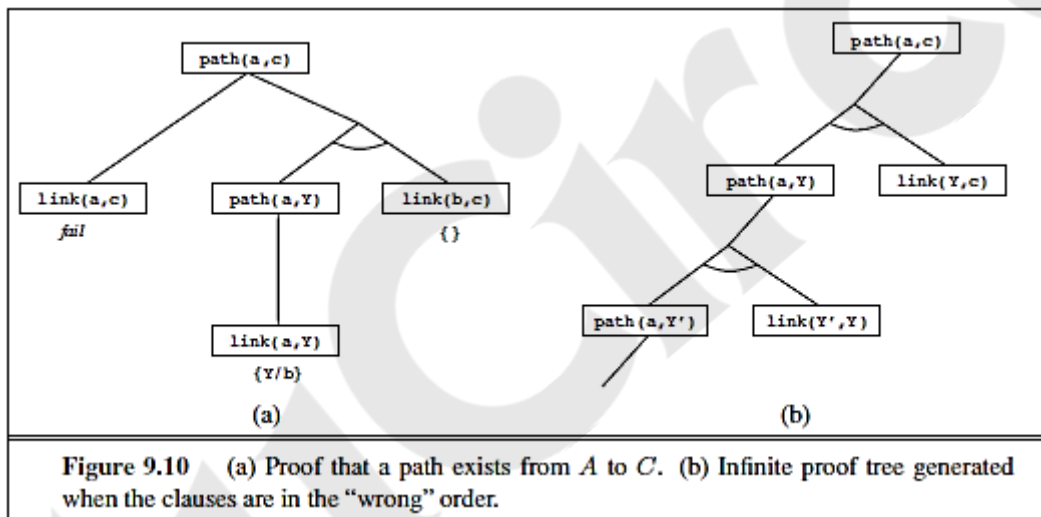 path(a,c)
link(a,c)
fail
path(a,Y)
link(b,c)
{ }
link(a,Y)
{Y/b}
(a)
path(a,c)
path(a,Y)
link(Y,c)
path(a,Y')
link(Y',Y)
(b)
Figure 9.10 (a) Proof that a path exists from A to C. (b) Infinite proof tree generated
when the clauses are in the “wrong” order.